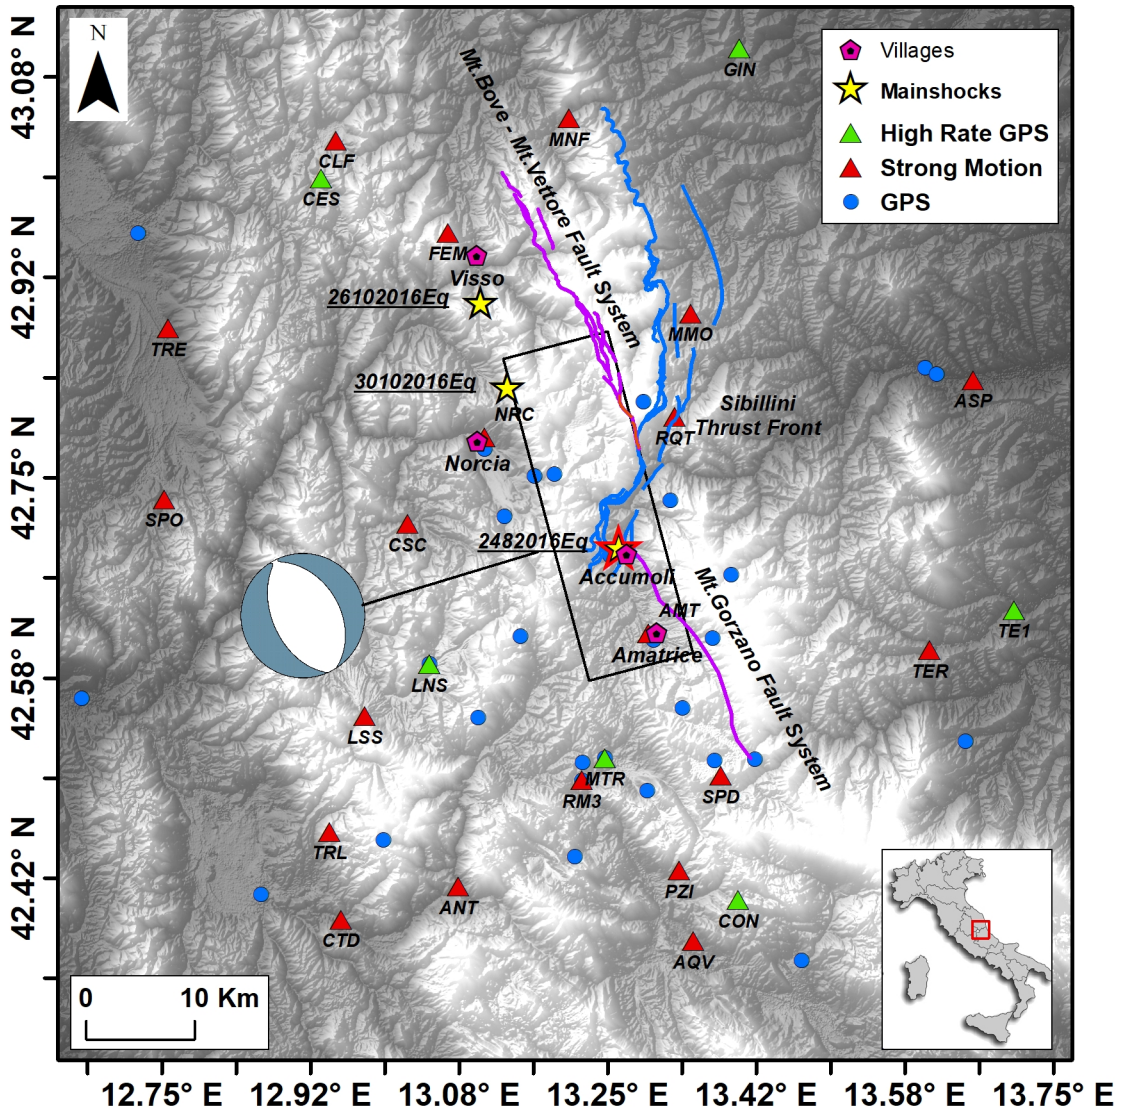 N
43.08° N
42.92° N
42.75° N
42.58° N
42.42° N
Villages
Mainshocks
High Rate GPS
Strong Motion
GPS
GIN
MNF
CLF
CES
Mt.Bove - Mt.Vettore Fault System
FEM
Visso
26102016Eq
TRE
MMO
30102016Eq
NRC
ASP
Sibillini
Thrust Front
RQT
Norcia
SPO
CSC
2482016Eq
Accumoli
Mt.Gorzano Fault System
AMT
Amatrice
TE1
TER
LNS
LSS
MTR
RM3
SPD
TRL
PZI
ANT
CON
CTD
AQV
0 10 Km
12.75° E 12.92° E 13.08° E 13.25° E 13.42° E 13.58° E 13.75° E